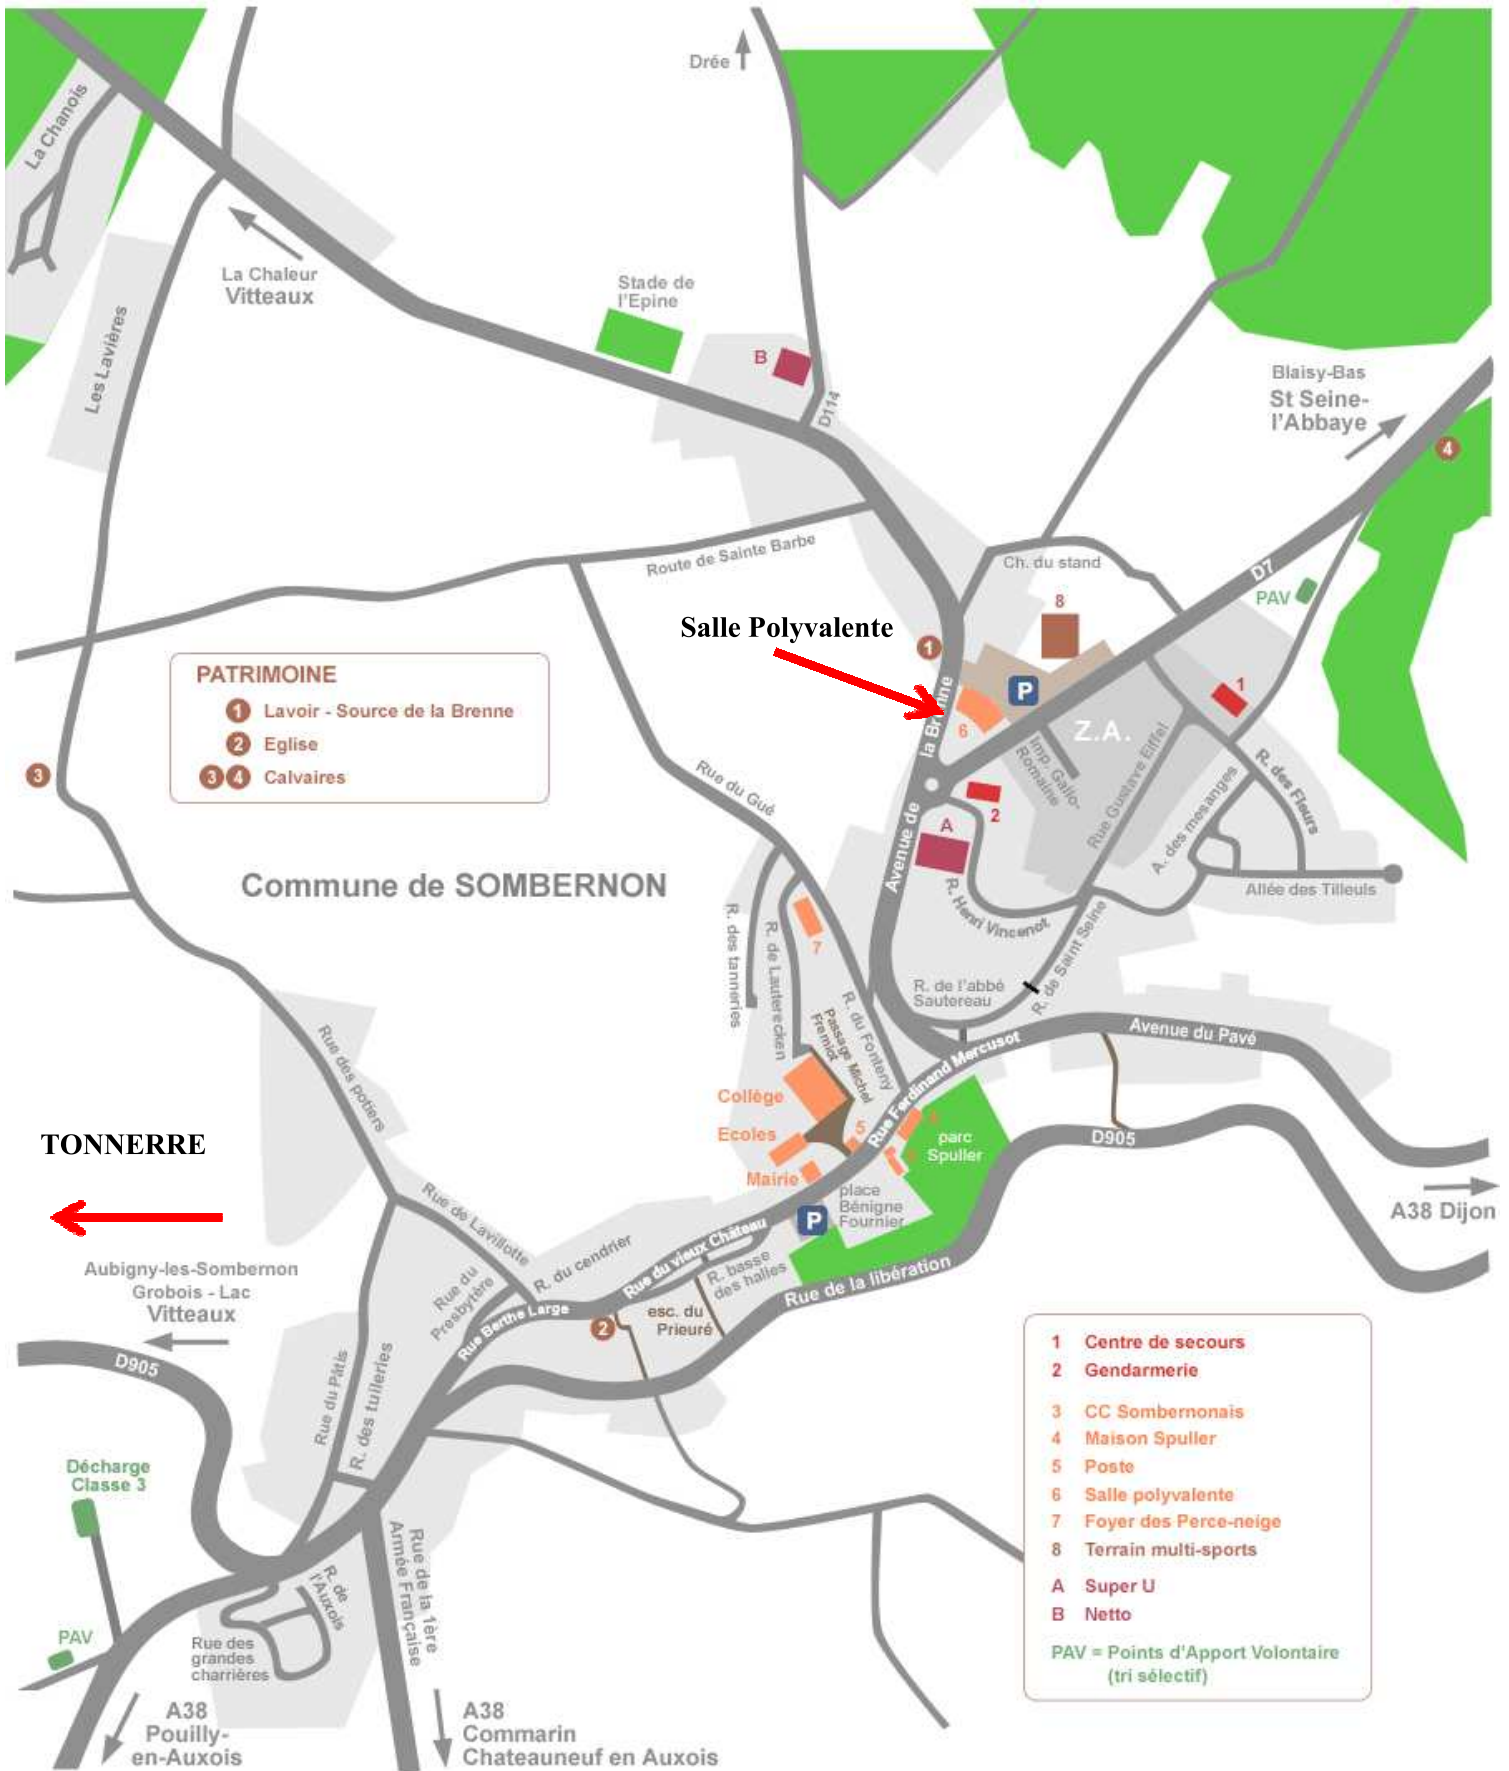 Drée
La Chanois
La Chaleur
Vitteaux
Stade de
l'Epine
Les Lavières
B
D114
Blaisy-Bas
St Seine-
l'Abbaye
4
Route de Sainte Barbe
Ch. du stand
D7
PAV
8
Salle Polyvalente
1
P
1
6
la Brenne
Avenue de
Z.A.
Imp. Gallo-
Romaine
Rue Gustave Eiffel
R. des Fleurs
A. des mesanges
Allée des Tilleuls
2
A
R. Henri Vincenot
R. de Saint Seine
R. de l'abbé
Sautereau
PATRIMOINE
1 Lavoir - Source de la Brenne
2 Eglise
3 4 Calvaires
3
Rue du Gué
Commune de SOMBERNON
R. des tanneries
R. de Lauterecken
7
R. du Fonteny
Passage Michel
Fremiot
Rue Ferdinand Mercusot
Avenue du Pavé
Rue des potiers
Collège
Ecoles
5
Mairie
parc
Spuller
D905
TONNERRE
place
Bénigne
Fournier
P
A38 Dijon
Rue de Lavillotte
R. du cendrier
Rue du vieux Château
R. basse
des halles
Rue de la libération
Aubigny-les-Sombernon
Grobois - Lac
Vitteaux
D905
Rue du
Presbytère
Rue Berthe Large
2
esc. du
Prieuré
Rue du Pâtis
R. des tuileries
Décharge
Classe 3
PAV
R. de
l'Auxois
Rue de la 1ère
Armée Française
Rue des
grandes
charrières
A38
Pouilly-
en-Auxois
A38
Commarin
Chateauneuf en Auxois
1 Centre de secours
2 Gendarmerie
3 CC Sombernonais
4 Maison Spuller
5 Poste
6 Salle polyvalente
7 Foyer des Perce-neige
8 Terrain multi-sports
A Super U
B Netto
PAV = Points d'Apport Volontaire
(tri sélectif)